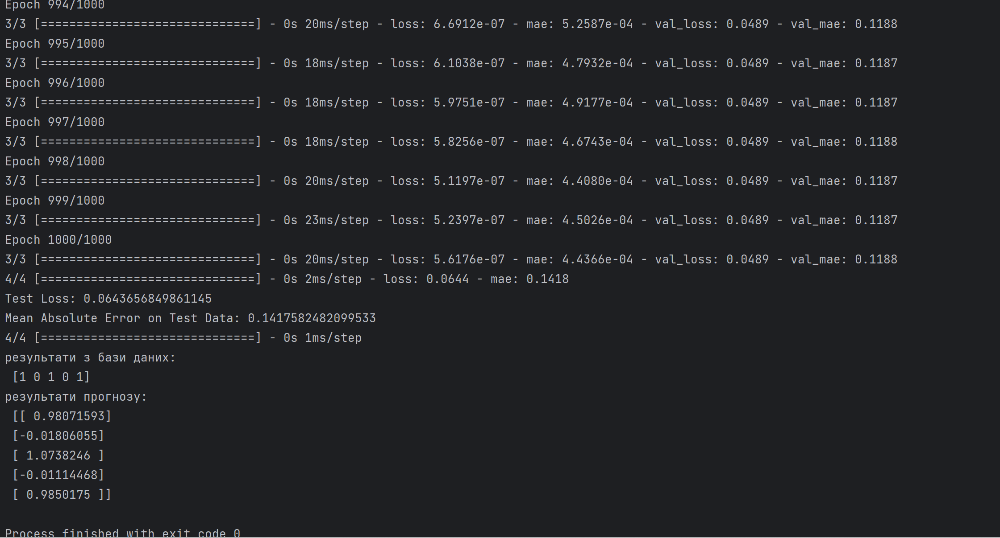 Epoch 994/1000
3/3 [==============================] - 0s 20ms/step - loss: 6.6912e-07 - mae: 5.2587e-04 - val_loss: 0.0489 - val_mae: 0.1188
Epoch 995/1000
3/3 [==============================] - 0s 18ms/step - loss: 6.1038e-07 - mae: 4.7932e-04 - val_loss: 0.0489 - val_mae: 0.1187
Epoch 996/1000
3/3 [==============================] - 0s 18ms/step - loss: 5.9751e-07 - mae: 4.9177e-04 - val_loss: 0.0489 - val_mae: 0.1187
Epoch 997/1000
3/3 [==============================] - 0s 18ms/step - loss: 5.8256e-07 - mae: 4.6743e-04 - val_loss: 0.0489 - val_mae: 0.1188
Epoch 998/1000
3/3 [==============================] - 0s 20ms/step - loss: 5.1197e-07 - mae: 4.4080e-04 - val_loss: 0.0489 - val_mae: 0.1187
Epoch 999/1000
3/3 [==============================] - 0s 23ms/step - loss: 5.2397e-07 - mae: 4.5026e-04 - val_loss: 0.0489 - val_mae: 0.1187
Epoch 1000/1000
3/3 [==============================] - 0s 20ms/step - loss: 5.6176e-07 - mae: 4.4366e-04 - val_loss: 0.0489 - val_mae: 0.1188
4/4 [==============================] - 0s 2ms/step - loss: 0.0644 - mae: 0.1418
Test Loss: 0.0643656849861145
Mean Absolute Error on Test Data: 0.1417582482099533
4/4 [==============================] - 0s 1ms/step
результати з бази даних:
 [1 0 1 0 1]
результати прогнозу:
 [[ 0.98071593]
 [-0.01806055]
 [ 1.0738246 ]
 [-0.01114468]
 [ 0.9850175 ]]
Process finished with exit code 0